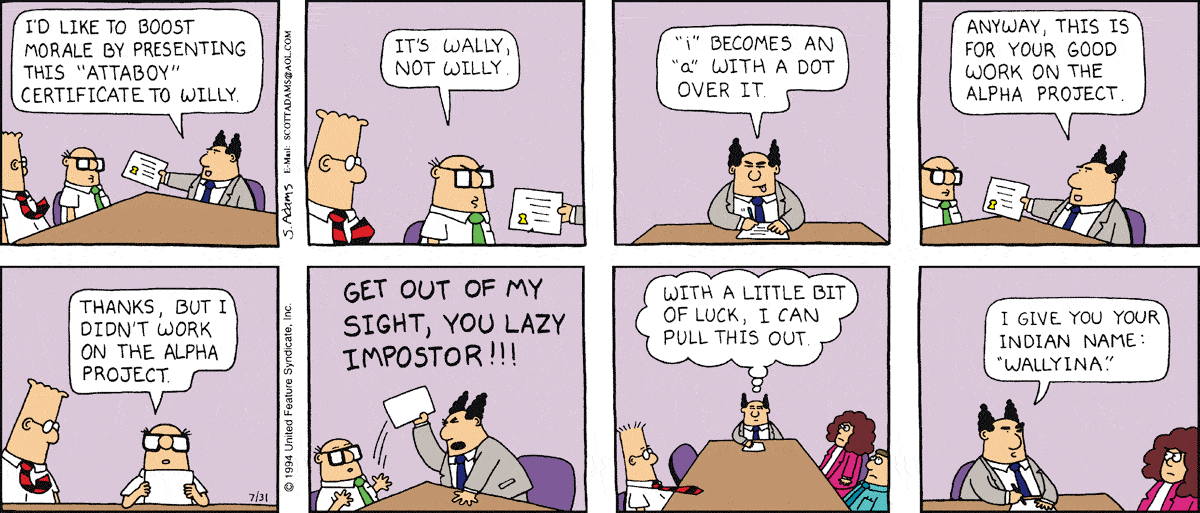 I'D LIKE TO BOOST
MORALE BY PRESENTING
THIS "ATTABOY"
CERTIFICATE TO WILLY.
S. Adams E-Mail: SCOTTADAMS@AOL.COM
IT'S WALLY,
NOT WILLY.
"i" BECOMES AN
"a" WITH A DOT
OVER IT.
ANYWAY, THIS IS
FOR YOUR GOOD
WORK ON THE
ALPHA PROJECT.
THANKS, BUT I
DIDN'T WORK
ON THE ALPHA
PROJECT.
7/31
© 1994 United Feature Syndicate, Inc.
GET OUT OF MY
SIGHT, YOU LAZY
IMPOSTOR!!!
WITH A LITTLE BIT
OF LUCK, I CAN
PULL THIS OUT.
I GIVE YOU YOUR
INDIAN NAME:
"WALLYINA."